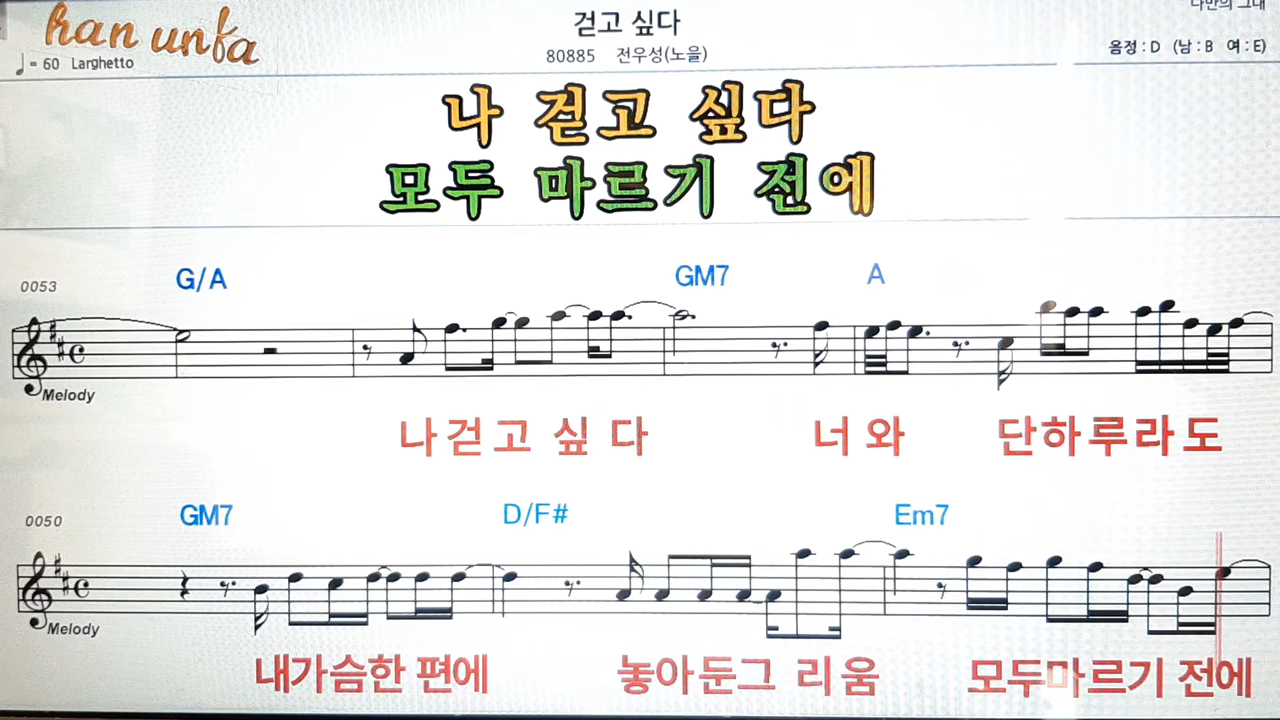 han unfa
걷고 싶다
나만의 그대
♩= 60 Larghetto
80885 전우성(노을)
음정 : D (남 : B 여 : E)
나 걷고 싶다
모두 마르기 전에
0053 G/A GM7 A
Melody
나걷고 싶 다 너 와 단하루라도
0050 GM7 D/F# Em7
Melody
내가슴한 편에 놓아둔그 리움 모두마르기 전에